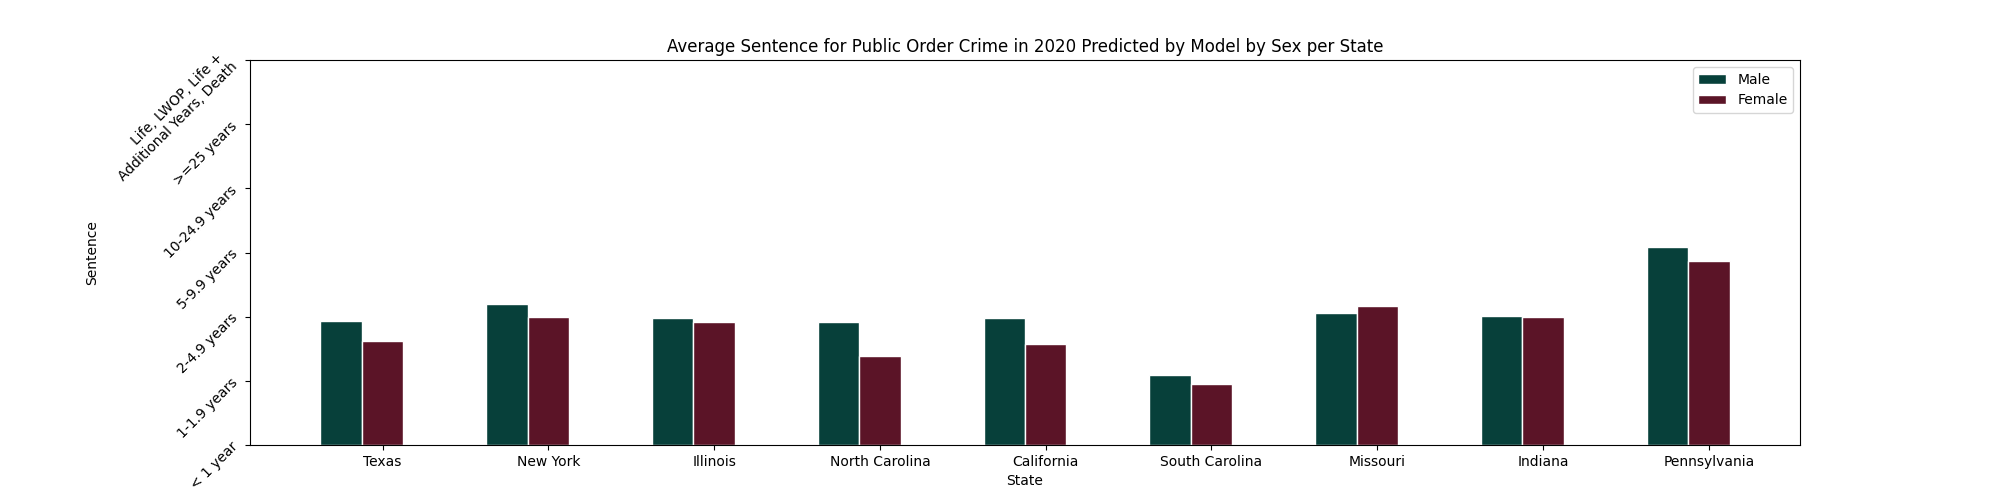 Average Sentence for Public Order Crime in 2020 Predicted by Model by Sex per State
Male
Female
Life, LWOP, Life +
Additional Years, Death
>=25 years
10-24.9 years
5-9.9 years
2-4.9 years
1-1.9 years
< 1 year
Sentence
Texas
New York
Illinois
North Carolina
California
South Carolina
Missouri
Indiana
Pennsylvania
State